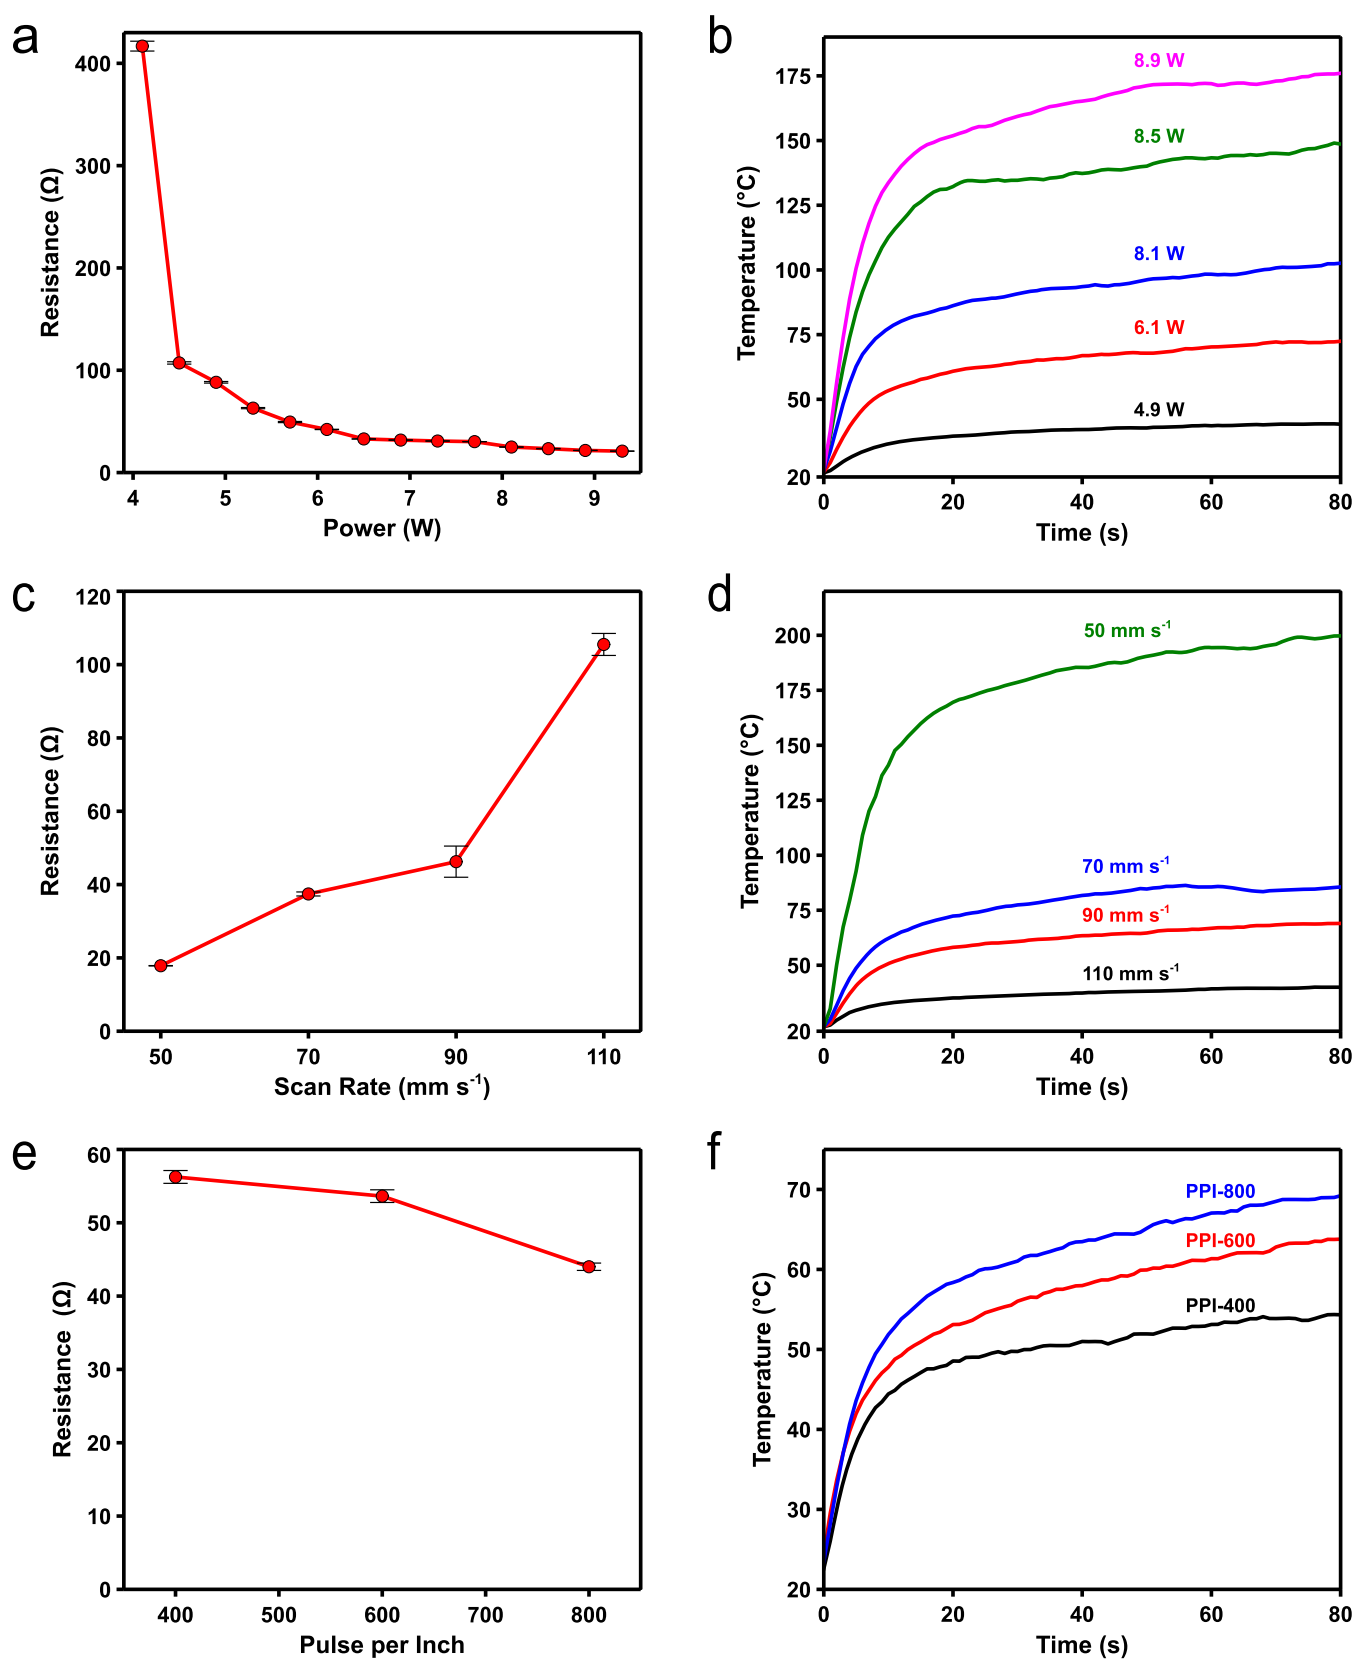 a
400
300
200
100
0
Resistance (Ω)
4 5 6 7 8 9
Power (W)
b
175
150
125
100
75
50
20
Temperature (°C)
8.9 W
8.5 W
8.1 W
6.1 W
4.9 W
0 20 40 60 80
Time (s)
c
120
100
80
60
40
20
0
Resistance (Ω)
50 70 90 110
Scan Rate (mm s⁻¹)
d
200
175
150
125
100
75
50
20
Temperature (°C)
50 mm s⁻¹
70 mm s⁻¹
90 mm s⁻¹
110 mm s⁻¹
0 20 40 60 80
Time (s)
e
60
50
40
30
20
10
0
Resistance (Ω)
400 500 600 700 800
Pulse per Inch
f
70
60
50
40
30
20
Temperature (°C)
PPI-800
PPI-600
PPI-400
0 20 40 60 80
Time (s)